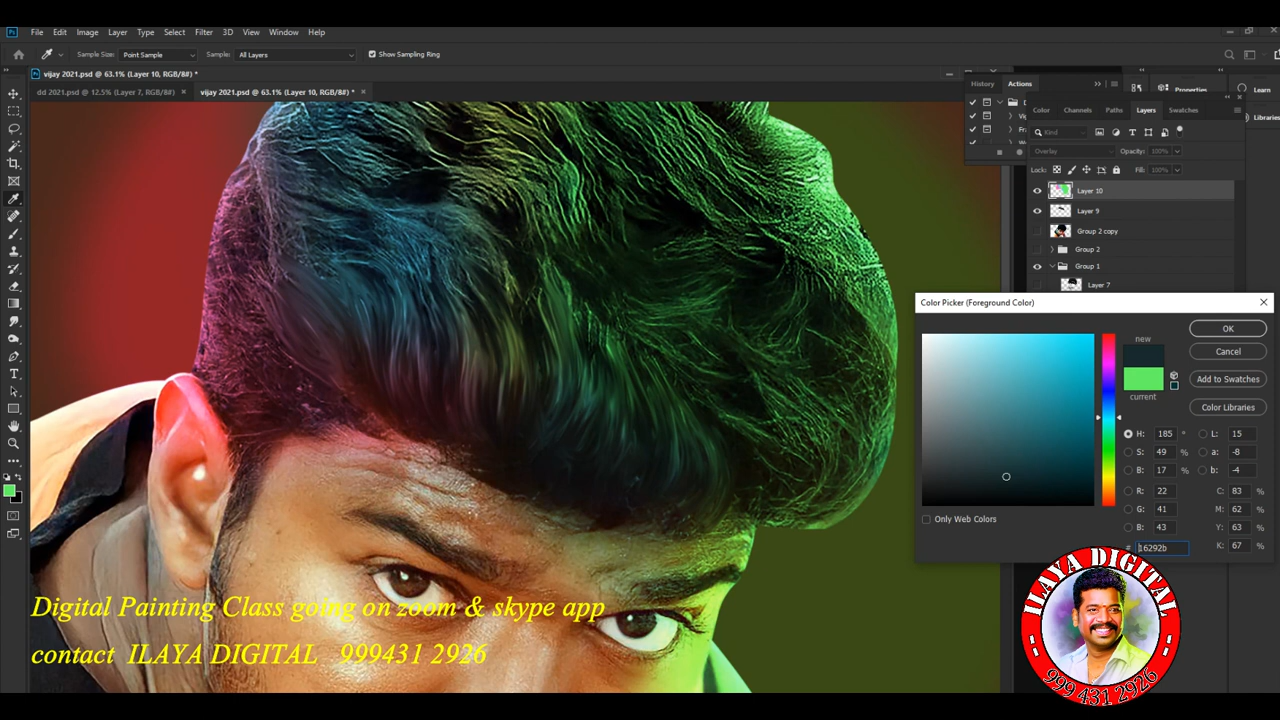 File Edit Image Layer Type Select Filter 3D View Window Help
Sample Size: Point Sample Sample: All Layers Show Sampling Ring
vijay 2021.psd @ 63.1% (Layer 10, RGB/8#) *
dd 2021.psd @ 12.5% (Layer 7, RGB/8#) * × vijay 2021.psd @ 63.1% (Layer 10, RGB/8#) * ×
History Actions
Properties
Learn
Libraries
Color Channels Paths Layers Swatches
Kind
Overlay Opacity: 100%
Lock: Fill: 100%
Layer 10
Layer 9
Group 2 copy
Group 2
Group 1
Layer 7
Color Picker (Foreground Color)
new
current
OK
Cancel
Add to Swatches
Color Libraries
H: 185 ° L: 15
S: 49 % a: -8
B: 17 % b: -4
R: 22 C: 83 %
G: 41 M: 62 %
B: 43 Y: 63 %
# 16292b K: 67 %
Only Web Colors
Digital Painting Class going on zoom & skype app
contact ILAYA DIGITAL 999431 2926
ILAYA DIGITAL
999 431 2926